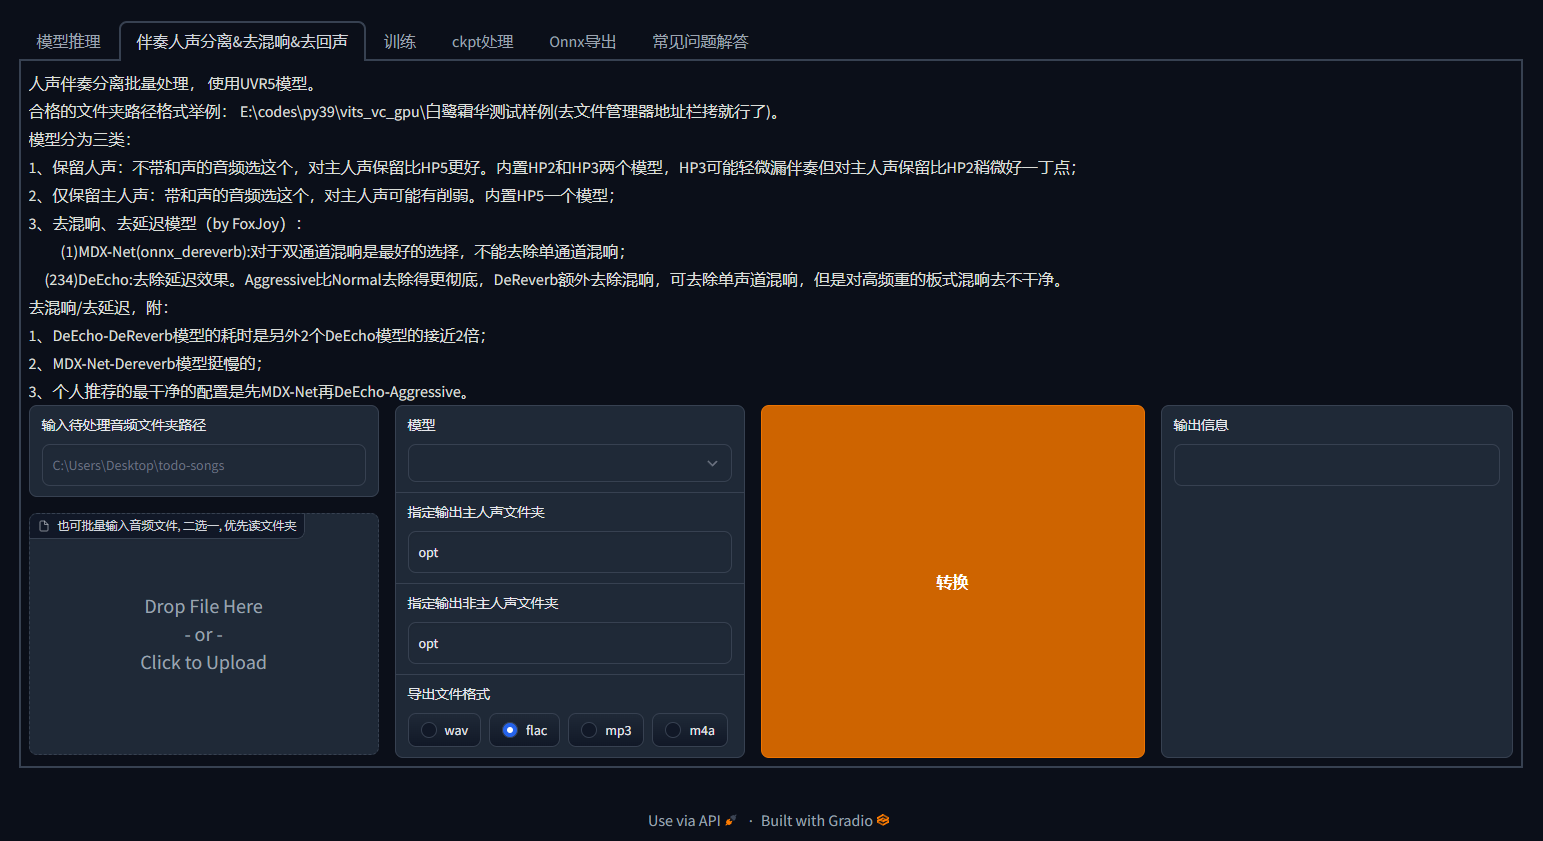 模型推理
伴奏人声分离&去混响&去回声
训练
ckpt处理
Onnx导出
常见问题解答
人声伴奏分离批量处理， 使用UVR5模型。
合格的文件夹路径格式举例： E:\codes\py39\vits_vc_gpu\白鹭霜华测试样例(去文件管理器地址栏拷就行了)。
模型分为三类：
1、保留人声：不带和声的音频选这个，对主人声保留比HP5更好。内置HP2和HP3两个模型，HP3可能轻微漏伴奏但对主人声保留比HP2稍微好一丁点；
2、仅保留主人声：带和声的音频选这个，对主人声可能有削弱。内置HP5一个模型；
3、去混响、去延迟模型（by FoxJoy）：
(1)MDX-Net(onnx_dereverb):对于双通道混响是最好的选择，不能去除单通道混响；
(234)DeEcho:去除延迟效果。Aggressive比Normal去除得更彻底，DeReverb额外去除混响，可去除单声道混响，但是对高频重的板式混响去不干净。
去混响/去延迟，附：
1、DeEcho-DeReverb模型的耗时是另外2个DeEcho模型的接近2倍；
2、MDX-Net-Dereverb模型挺慢的；
3、个人推荐的最干净的配置是先MDX-Net再DeEcho-Aggressive。
输入待处理音频文件夹路径
C:\Users\Desktop\todo-songs
也可批量输入音频文件, 二选一, 优先读文件夹
Drop File Here
- or -
Click to Upload
模型
指定输出主人声文件夹
opt
指定输出非主人声文件夹
opt
导出文件格式
wav
flac
mp3
m4a
转换
输出信息
Use via API · Built with Gradio